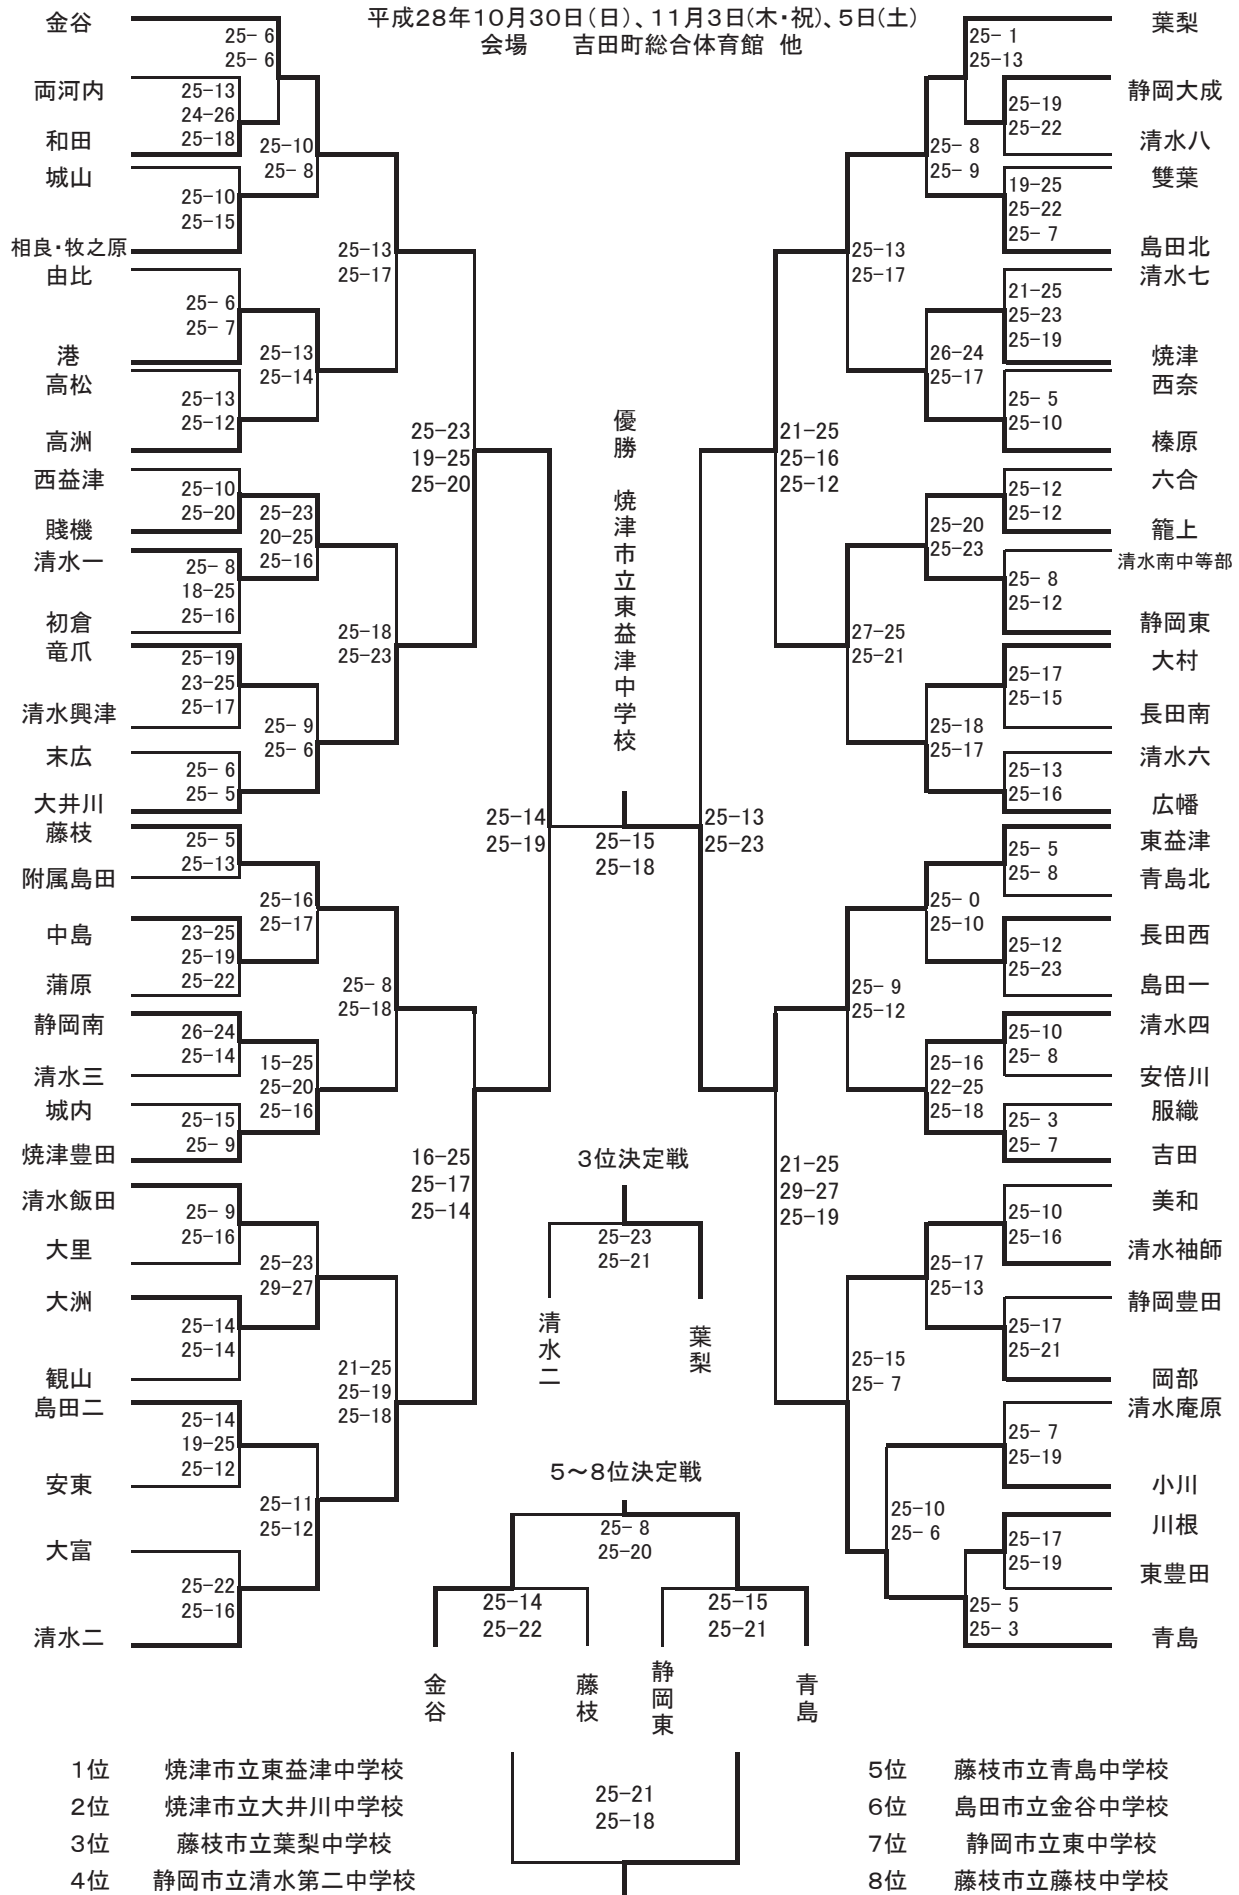 平成28年10月30日(日)、11月3日(木・祝)、5日(土)
会場　吉田町総合体育館 他
金谷
25- 6
25- 6
両河内
25-13
24-26
25-18
和田
25-10
25- 8
城山
25-10
25-15
相良・牧之原
25-13
25-17
由比
25- 6
25- 7
港
25-13
25-14
高松
25-13
25-12
高洲
25-23
19-25
25-20
西益津
25-10
25-20
賤機
25-23
20-25
25-16
清水一
25- 8
18-25
25-16
初倉
25-18
25-23
竜爪
25-19
23-25
25-17
清水興津
25- 9
25- 6
末広
25- 6
25- 5
大井川
25-14
25-19
藤枝
25- 5
25-13
附属島田
25-16
25-17
中島
23-25
25-19
25-22
蒲原
25- 8
25-18
静岡南
26-24
25-14
清水三
15-25
25-20
25-16
城内
25-15
25- 9
焼津豊田
16-25
25-17
25-14
清水飯田
25- 9
25-16
大里
25-23
29-27
大洲
25-14
25-14
観山
21-25
25-19
25-18
島田二
25-14
19-25
25-12
安東
25-11
25-12
大富
25-22
25-16
清水二
優勝　焼津市立東益津中学校
25-15
25-18
葉梨
25- 1
25-13
静岡大成
25-19
25-22
清水八
25- 8
25- 9
雙葉
19-25
25-22
25- 7
島田北
25-13
25-17
清水七
21-25
25-23
25-19
焼津
26-24
25-17
西奈
25- 5
25-10
榛原
21-25
25-16
25-12
六合
25-12
25-12
籠上
25-20
25-23
清水南中等部
25- 8
25-12
静岡東
27-25
25-21
大村
25-17
25-15
長田南
25-18
25-17
清水六
25-13
25-16
広幡
25-13
25-23
東益津
25- 5
25- 8
青島北
25- 0
25-10
長田西
25-12
25-23
島田一
25- 9
25-12
清水四
25-10
25- 8
安倍川
25-16
22-25
25-18
服織
25- 3
25- 7
吉田
21-25
29-27
25-19
美和
25-10
25-16
清水袖師
25-17
25-13
静岡豊田
25-17
25-21
岡部
25-15
25- 7
清水庵原
25- 7
25-19
小川
25-10
25- 6
川根
25-17
25-19
東豊田
25- 5
25- 3
青島
3位決定戦
25-23
25-21
清水二
葉梨
5～8位決定戦
25- 8
25-20
25-14
25-22
25-15
25-21
金谷
藤枝
静岡東
青島
25-21
25-18
1位　焼津市立東益津中学校
2位　焼津市立大井川中学校
3位　藤枝市立葉梨中学校
4位　静岡市立清水第二中学校
5位　藤枝市立青島中学校
6位　島田市立金谷中学校
7位　静岡市立東中学校
8位　藤枝市立藤枝中学校